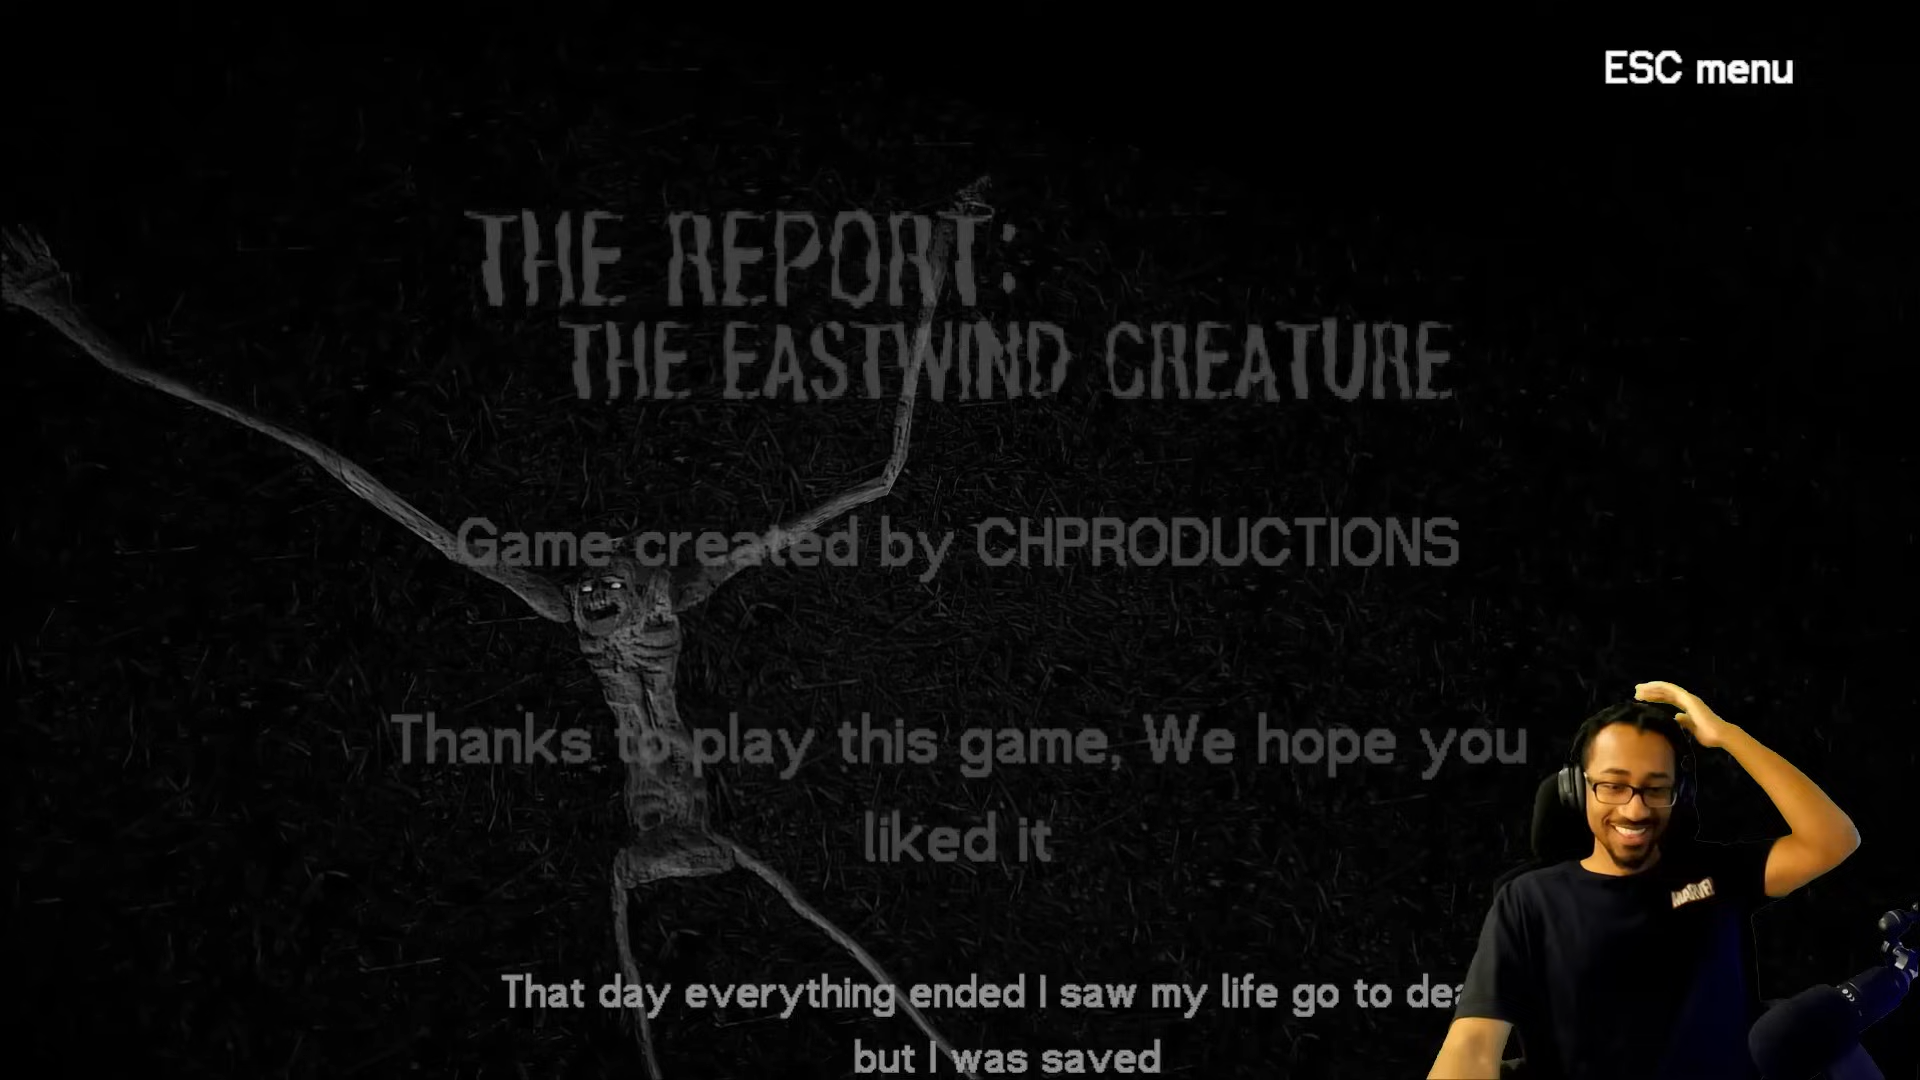 ESC menu
THE REPORT:
THE EASTWIND CREATURE
Game created by CHPRODUCTIONS
Thanks to play this game, We hope you
liked it
MARVEL
That day everything ended I saw my life go to
but I was saved